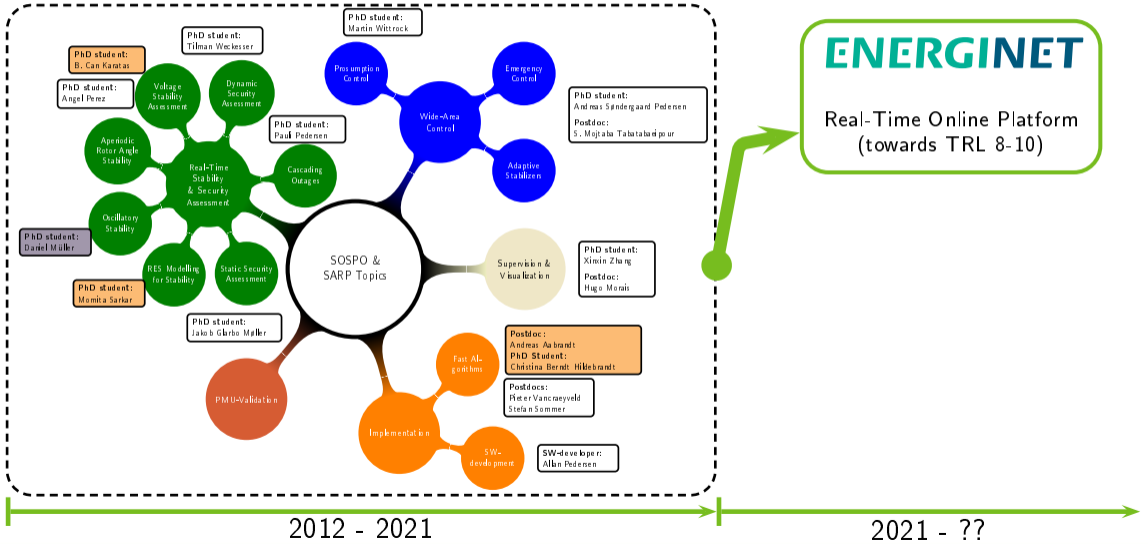 PhD student:
Martin Wittrock
PhD student:
Tilman Weckesser
PhD student:
B. Can Karatas
PhD student:
Angel Perez
Voltage
Stability
Assessment
Dynamic
Security
Assessment
PhD student:
Pauli Pedersen
Aperiodic
Rotor Angle
Stability
Real-Time
Stability
& Security
Assessment
Cascading
Outages
Oscillatory
Stability
PhD student:
Daniel Müller
RES Modelling
for Stability
Static Security
Assessment
PhD student:
Momita Sarkar
PhD student:
Jakob Glarbo Møller
Prosumption
Control
Emergency
Control
Wide-Area
Control
Adaptive
Stabilizers
PhD student:
Andreas Søndergaard Pedersen
Postdoc:
S. Mojtaba Tabatabaeipour
SOSPO &
SARP Topics
Supervision &
Visualization
PhD student:
Xinxin Zhang
Postdoc:
Hugo Morais
PMU-Validation
Implementation
Fast Al-
gorithms
Postdoc:
Andreas Aabrandt
PhD Student:
Christina Berndt Hildebrandt
Postdocs:
Pieter Vancraeyveld
Stefan Sommer
SW-
development
SW-developer:
Allan Pedersen
ENERGINET
Real-Time Online Platform
(towards TRL 8-10)
2012 - 2021
2021 - ??